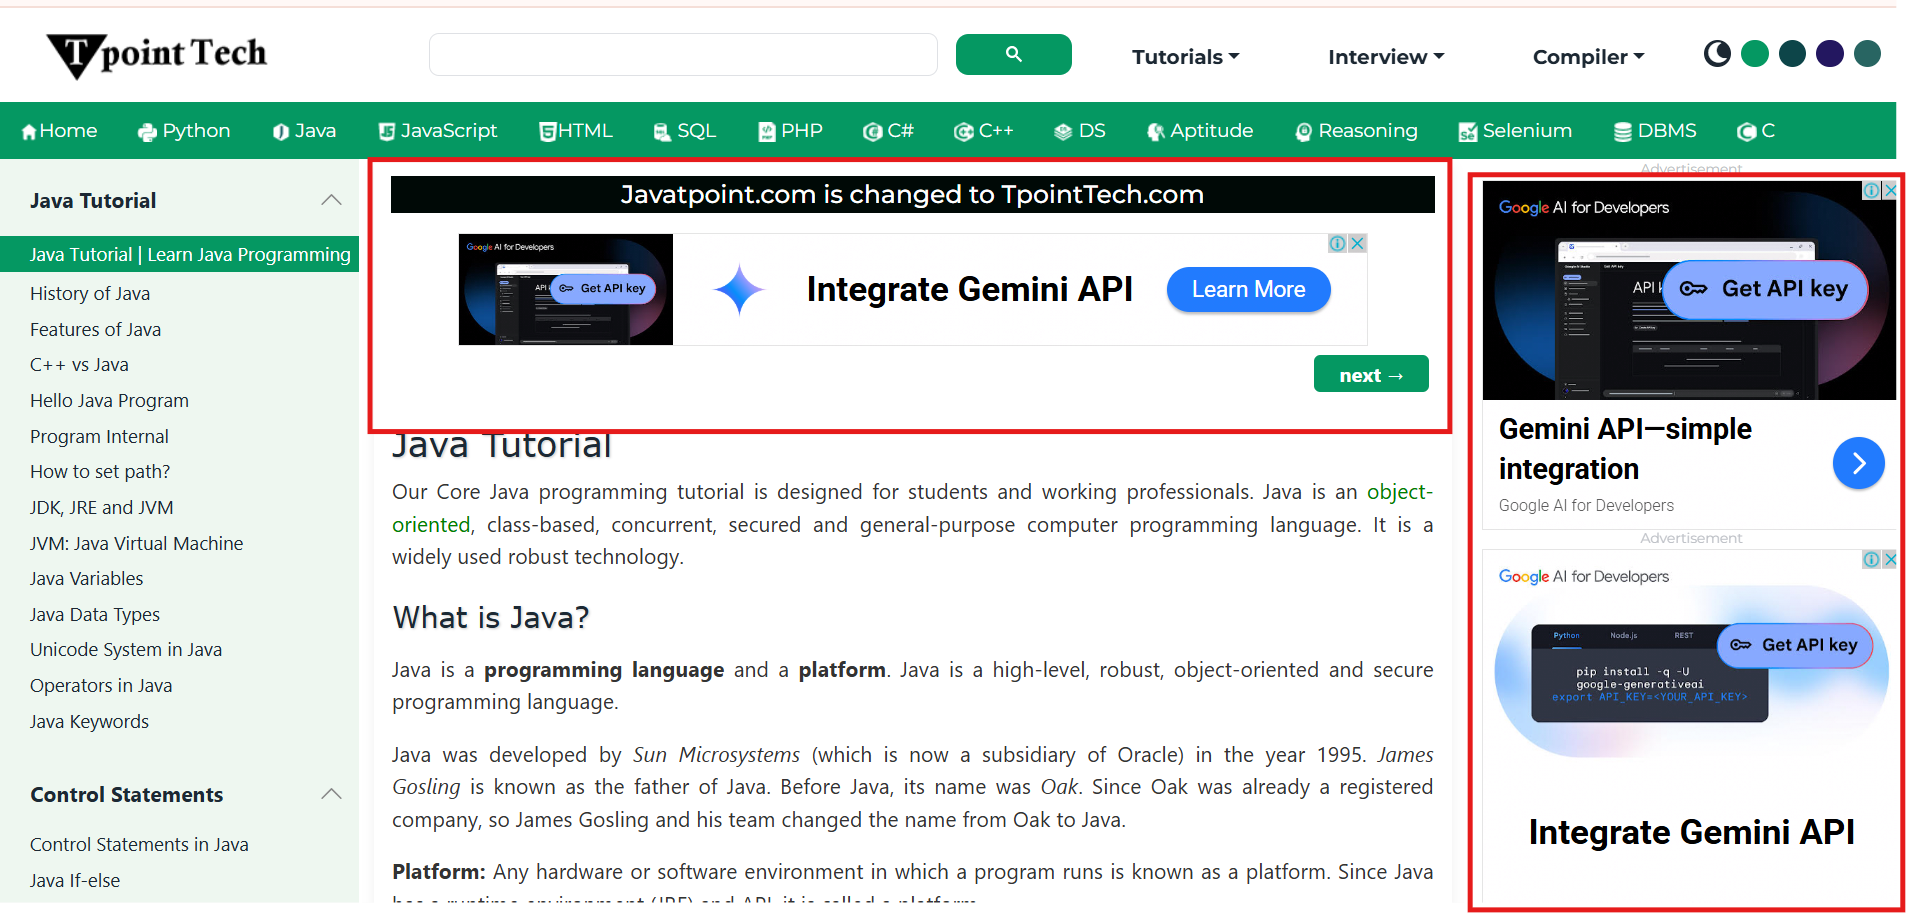 Tpoint Tech
Tutorials
Interview
Compiler
Home
Python
Java
JavaScript
HTML
SQL
PHP
C#
C++
DS
Aptitude
Reasoning
Selenium
DBMS
C
Java Tutorial
Java Tutorial | Learn Java Programming
History of Java
Features of Java
C++ vs Java
Hello Java Program
Program Internal
How to set path?
JDK, JRE and JVM
JVM: Java Virtual Machine
Java Variables
Java Data Types
Unicode System in Java
Operators in Java
Java Keywords
Control Statements
Control Statements in Java
Java If-else
Javatpoint.com is changed to TpointTech.com
Google AI for Developers
Get API key
Integrate Gemini API
Learn More
next →
Java Tutorial
Our Core Java programming tutorial is designed for students and working professionals. Java is an object-
oriented, class-based, concurrent, secured and general-purpose computer programming language. It is a
widely used robust technology.
What is Java?
Java is a programming language and a platform. Java is a high-level, robust, object-oriented and secure
programming language.
Java was developed by Sun Microsystems (which is now a subsidiary of Oracle) in the year 1995. James
Gosling is known as the father of Java. Before Java, its name was Oak. Since Oak was already a registered
company, so James Gosling and his team changed the name from Oak to Java.
Platform: Any hardware or software environment in which a program runs is known as a platform. Since Java
Advertisement
Google AI for Developers
Get API key
Gemini API—simple
integration
Google AI for Developers
Advertisement
Google AI for Developers
Python Node.js REST
Get API key
pip install -q -U
google-generativeai
export API_KEY=<YOUR_API_KEY>
Integrate Gemini API